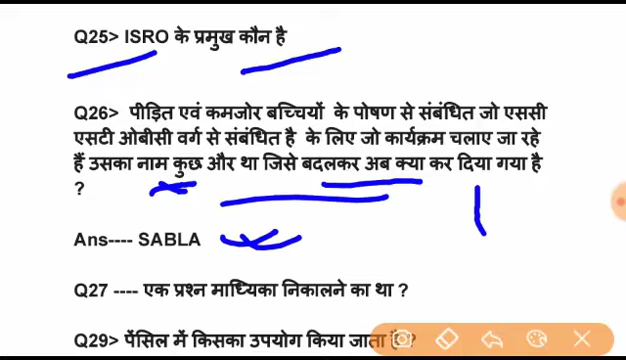 Q25> ISRO के प्रमुख कौन है
Q26> पीड़ित एवं कमजोर बच्चियों के पोषण से संबंधित जो एससी
एसटी ओबीसी वर्ग से संबंधित है के लिए जो कार्यक्रम चलाए जा रहे
हैं उसका नाम कुछ और था जिसे बदलकर अब क्या कर दिया गया है
?
Ans---- SABLA
Q27 ---- एक प्रश्न माध्यिका निकालने का था ?
Q29> पेंसिल में किसका उपयोग किया जाता है ?